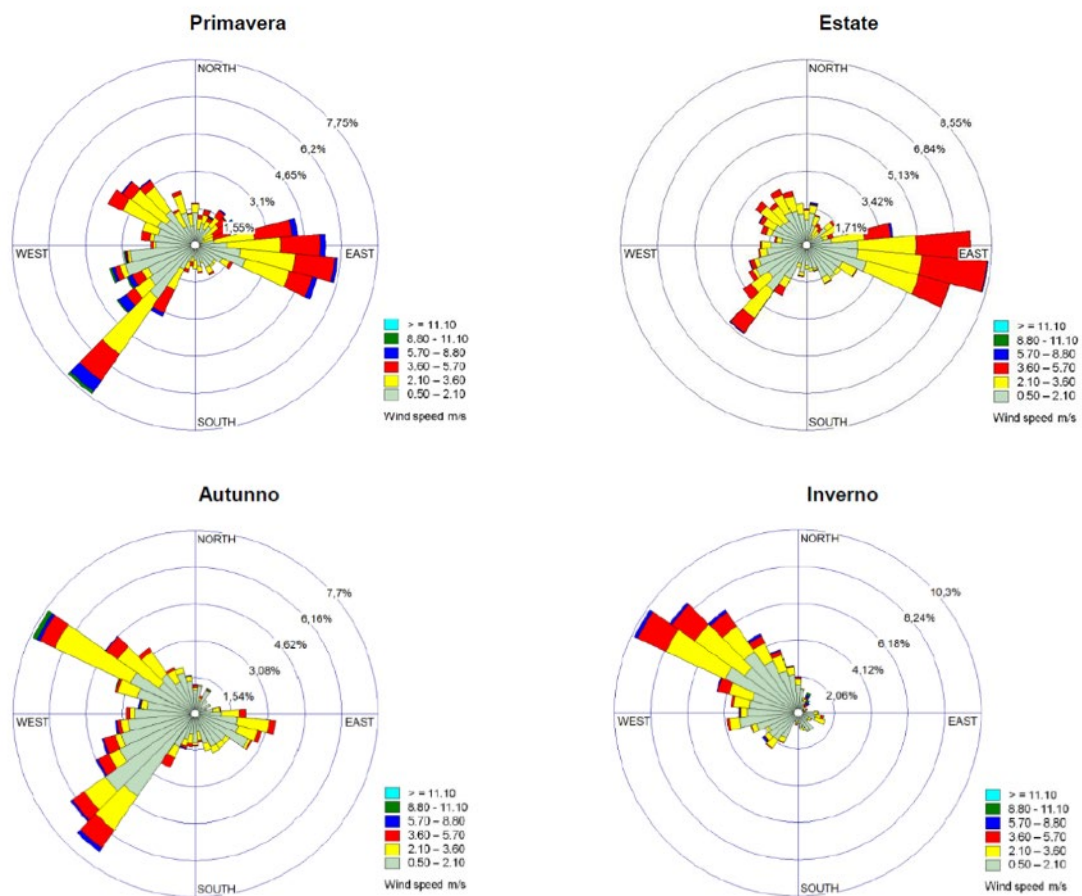 Primavera
NORTH
7,75%
6,2%
4,65%
3,1%
1,55%
WEST
EAST
SOUTH
> = 11.10
8.80 - 11.10
5.70 – 8.80
3.60 – 5.70
2.10 – 3.60
0.50 – 2.10
Wind speed m/s
Estate
NORTH
8,55%
6,84%
5,13%
3,42%
1,71%
WEST
EAST
SOUTH
> = 11.10
8.80 - 11.10
5.70 – 8.80
3.60 – 5.70
2.10 – 3.60
0.50 – 2.10
Wind speed m/s
Autunno
NORTH
7,7%
6,16%
4,62%
3,08%
1,54%
WEST
EAST
SOUTH
> = 11.10
8.80 - 11.10
5.70 – 8.80
3.60 – 5.70
2.10 – 3.60
0.50 – 2.10
Wind speed m/s
Inverno
NORTH
10,3%
8,24%
6,18%
4,12%
2,06%
WEST
EAST
SOUTH
> = 11.10
8.80 - 11.10
5.70 – 8.80
3.60 – 5.70
2.10 – 3.60
0.50 – 2.10
Wind speed m/s